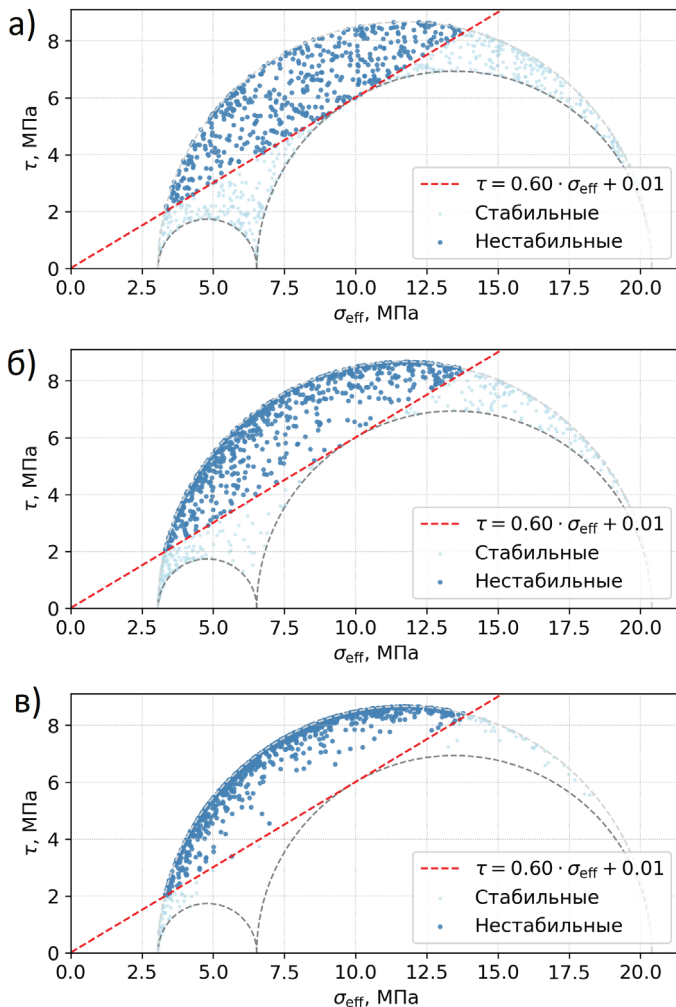 а)
8
6
4
2
0
τ, МПа
τ = 0.60 · σeff + 0.01
Стабильные
Нестабильные
0.0 2.5 5.0 7.5 10.0 12.5 15.0 17.5 20.0
σeff, МПа
б)
8
6
4
2
0
τ, МПа
τ = 0.60 · σeff + 0.01
Стабильные
Нестабильные
0.0 2.5 5.0 7.5 10.0 12.5 15.0 17.5 20.0
σeff, МПа
в)
8
6
4
2
0
τ, МПа
τ = 0.60 · σeff + 0.01
Стабильные
Нестабильные
0.0 2.5 5.0 7.5 10.0 12.5 15.0 17.5 20.0
σeff, МПа